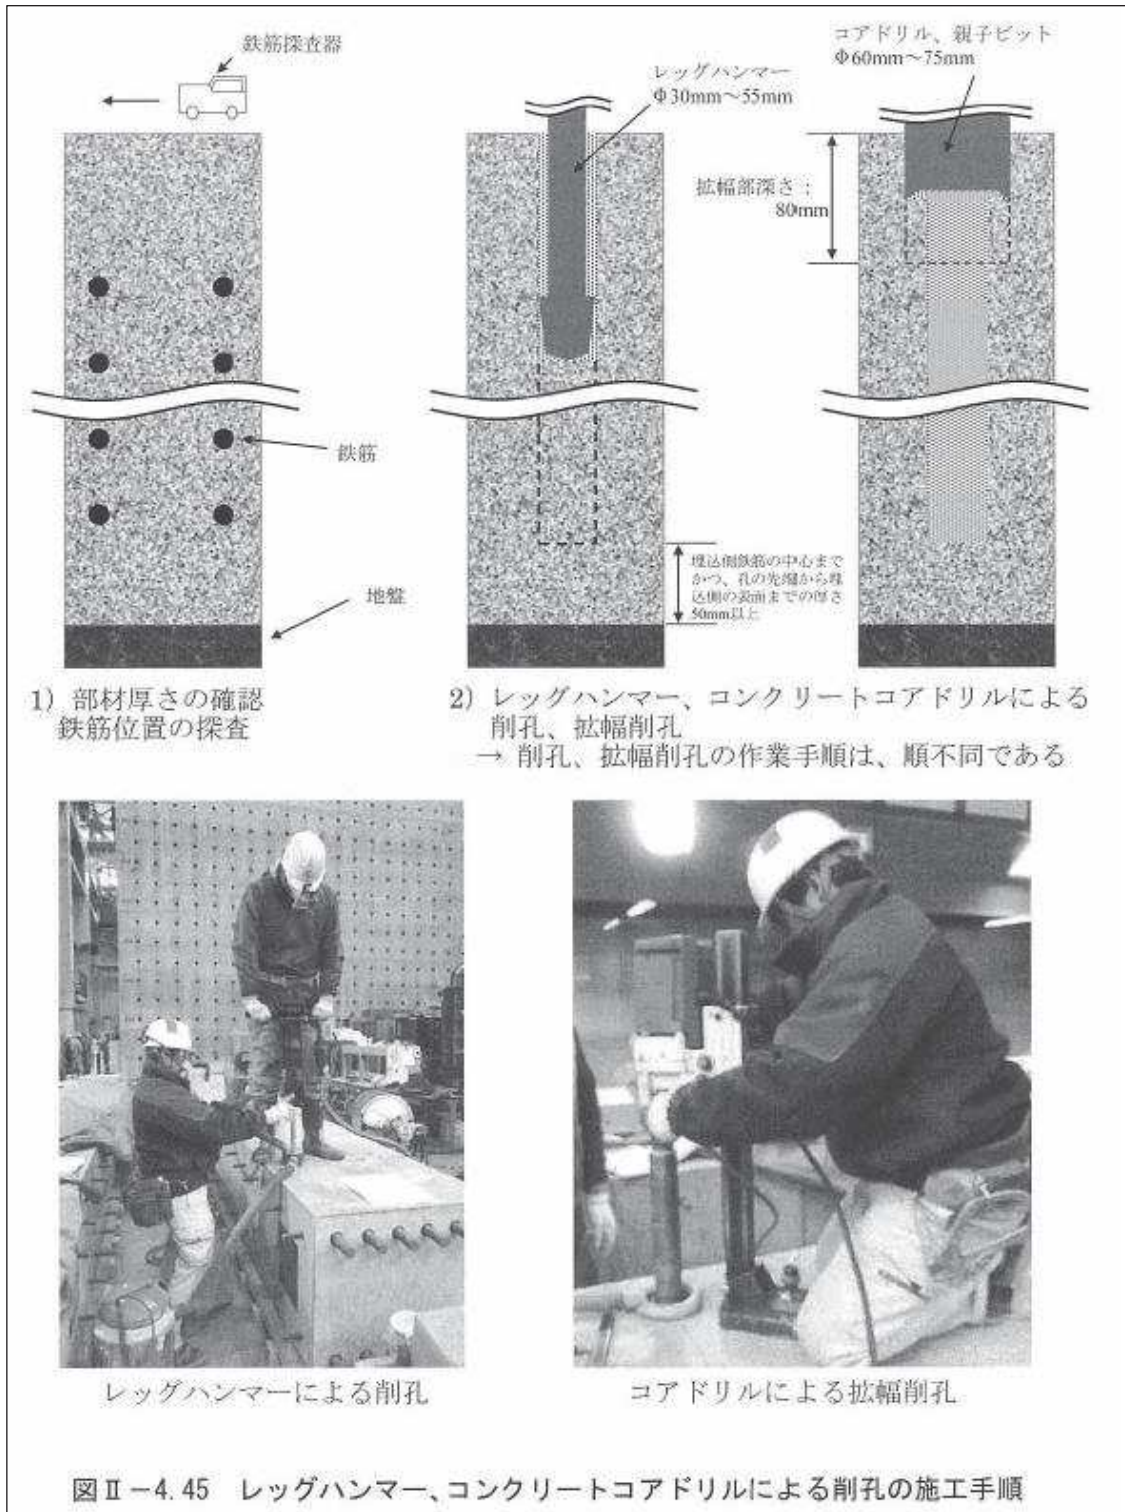 鉄筋探査器
レッグハンマー
Φ30mm～55mm
コアドリル、親子ビット
Φ60mm～75mm
拡幅部深さ：
80mm
鉄筋
地盤
埋込側鉄筋の中心まで
かつ、孔の先端から埋
込側の表面までの厚さ
50mm以上
1) 部材厚さの確認
鉄筋位置の探査
2) レッグハンマー、コンクリートコアドリルによる
削孔、拡幅削孔
→ 削孔、拡幅削孔の作業手順は、順不同である
レッグハンマーによる削孔
コアドリルによる拡幅削孔
図Ⅱ－4.45 レッグハンマー、コンクリートコアドリルによる削孔の施工手順